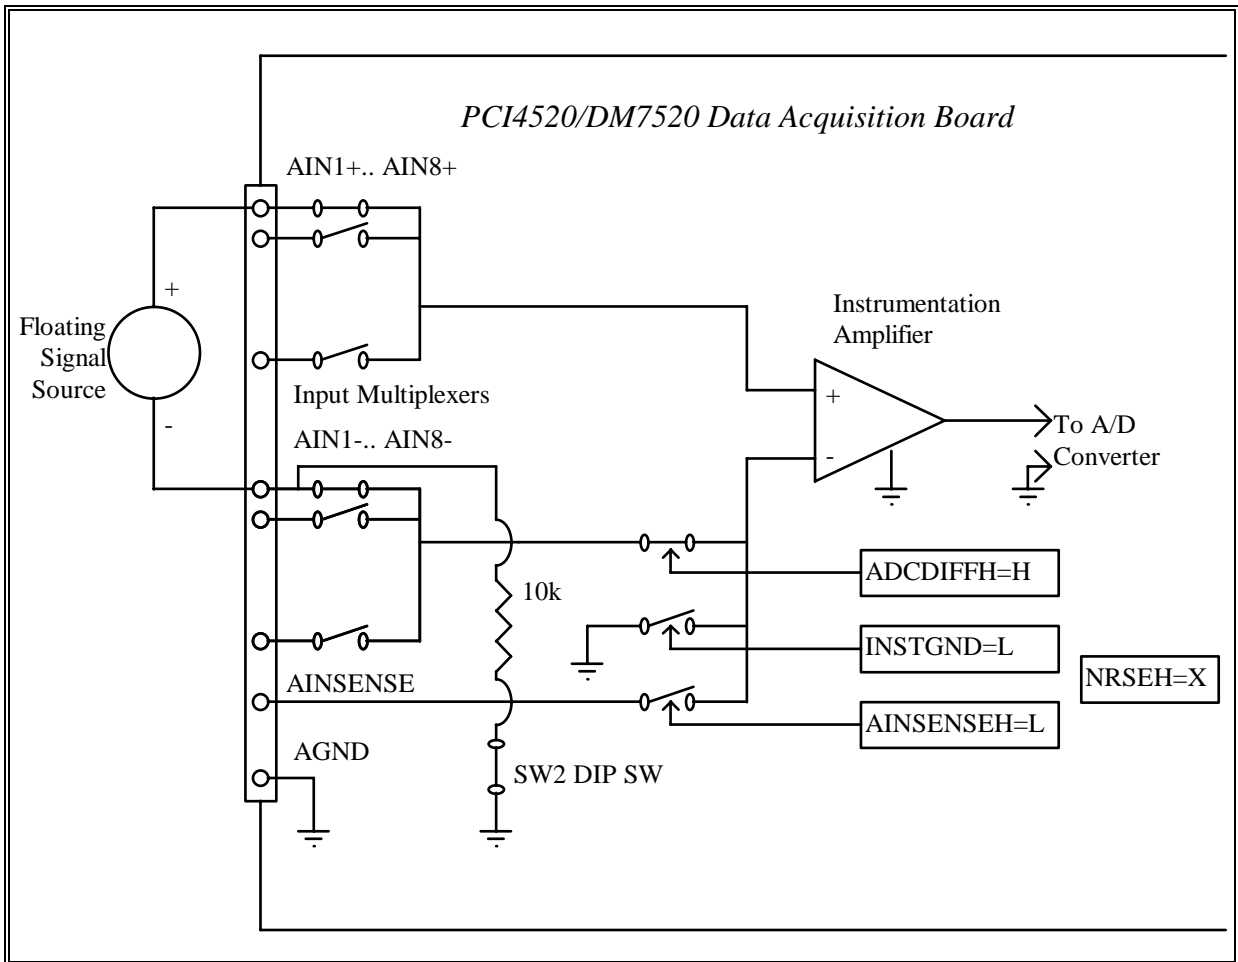 PCI4520/DM7520 Data Acquisition Board
AIN1+.. AIN8+
+
Floating
Signal
Source
-
Input Multiplexers
AIN1-.. AIN8-
Instrumentation
Amplifier
+
-
To A/D
Converter
10k
ADCDIFFH=H
INSTGND=L
NRSEH=X
AINSENSE
AINSENSEH=L
AGND
SW2 DIP SW